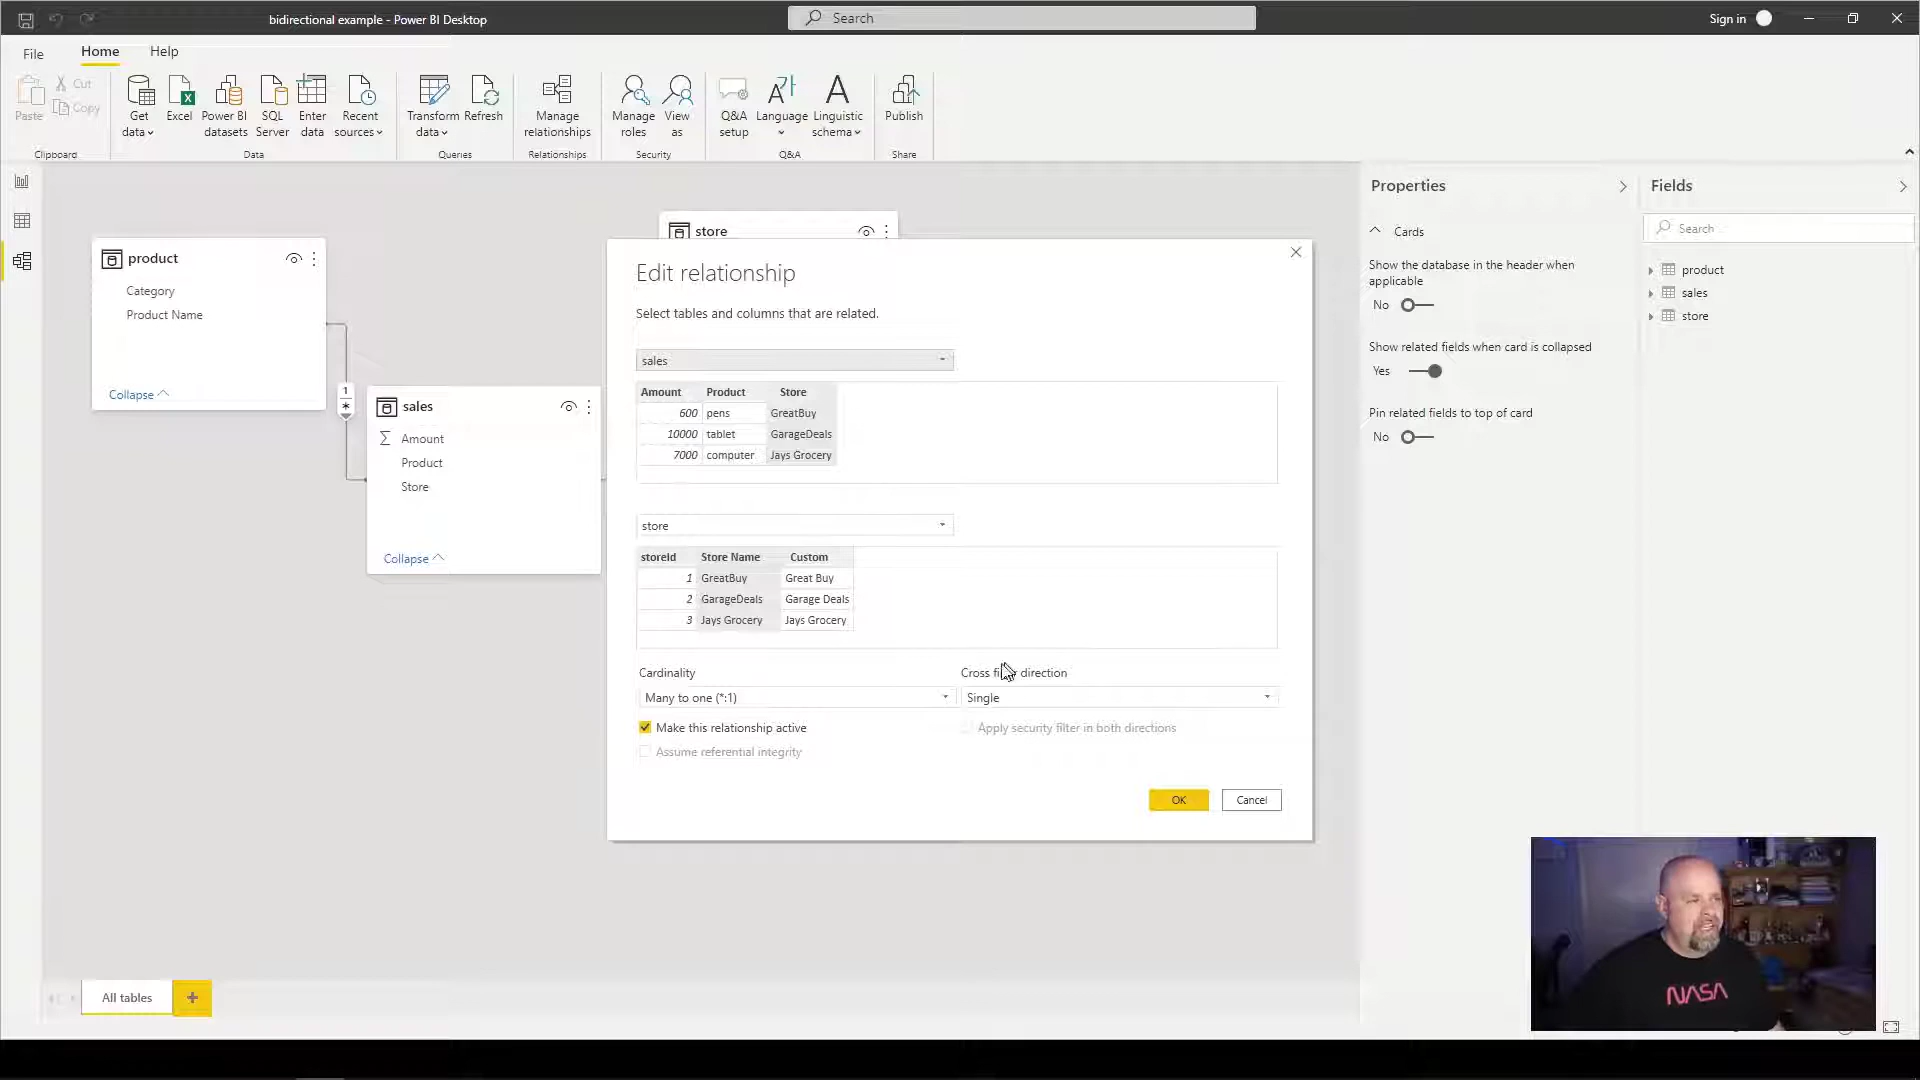 bidirectional example - Power BI Desktop
Search
Sign in
File
Home
Help
Paste
Cut
Copy
Clipboard
Get data
Excel
Power BI datasets
SQL Server
Enter data
Recent sources
Data
Transform data
Refresh
Queries
Manage relationships
Relationships
Manage roles
View as
Security
Q&A setup
Language
Linguistic schema
Q&A
Publish
Share
product
Category
Product Name
Collapse
1
*
sales
Amount
Product
Store
Collapse
store
Edit relationship
Select tables and columns that are related.
sales
Amount Product Store
600 pens GreatBuy
10000 tablet GarageDeals
7000 computer Jays Grocery
store
storeId Store Name Custom
1 GreatBuy Great Buy
2 GarageDeals Garage Deals
3 Jays Grocery Jays Grocery
Cardinality
Many to one (*:1)
Make this relationship active
Assume referential integrity
Cross direction
Single
Apply security filter in both directions
OK
Cancel
Properties
Cards
Show the database in the header when
applicable
No
Show related fields when card is collapsed
Yes
Pin related fields to top of card
No
Fields
Search
product
sales
store
All tables
+
NASA